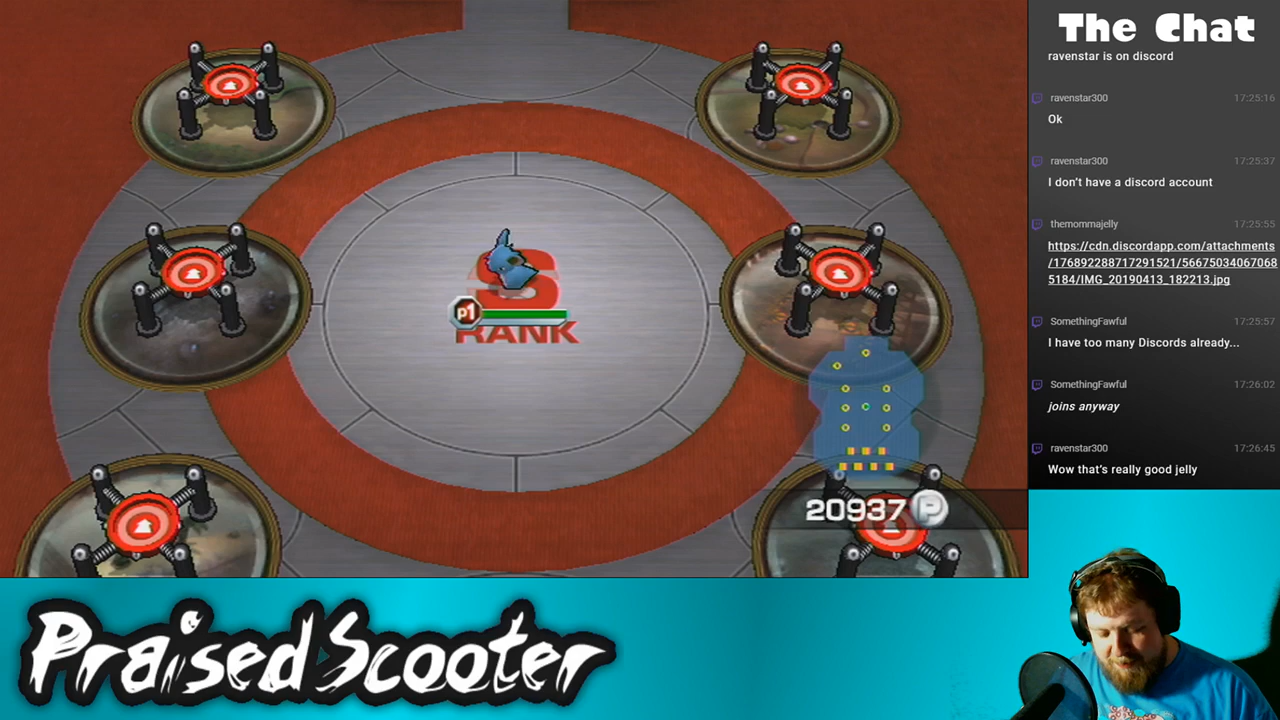 The Chat
ravenstar is on discord
ravenstar300 17:25:16
Ok
ravenstar300 17:25:37
I don't have a discord account
themommajelly 17:25:55
https://cdn.discordapp.com/attachments
/176892288717291521/56675034067068
5184/IMG_20190413_182213.jpg
SomethingFawful 17:25:57
I have too many Discords already...
SomethingFawful 17:26:02
joins anyway
ravenstar300 17:26:45
Wow that's really good jelly
S
P1
RANK
20937 P
PraisedScooter